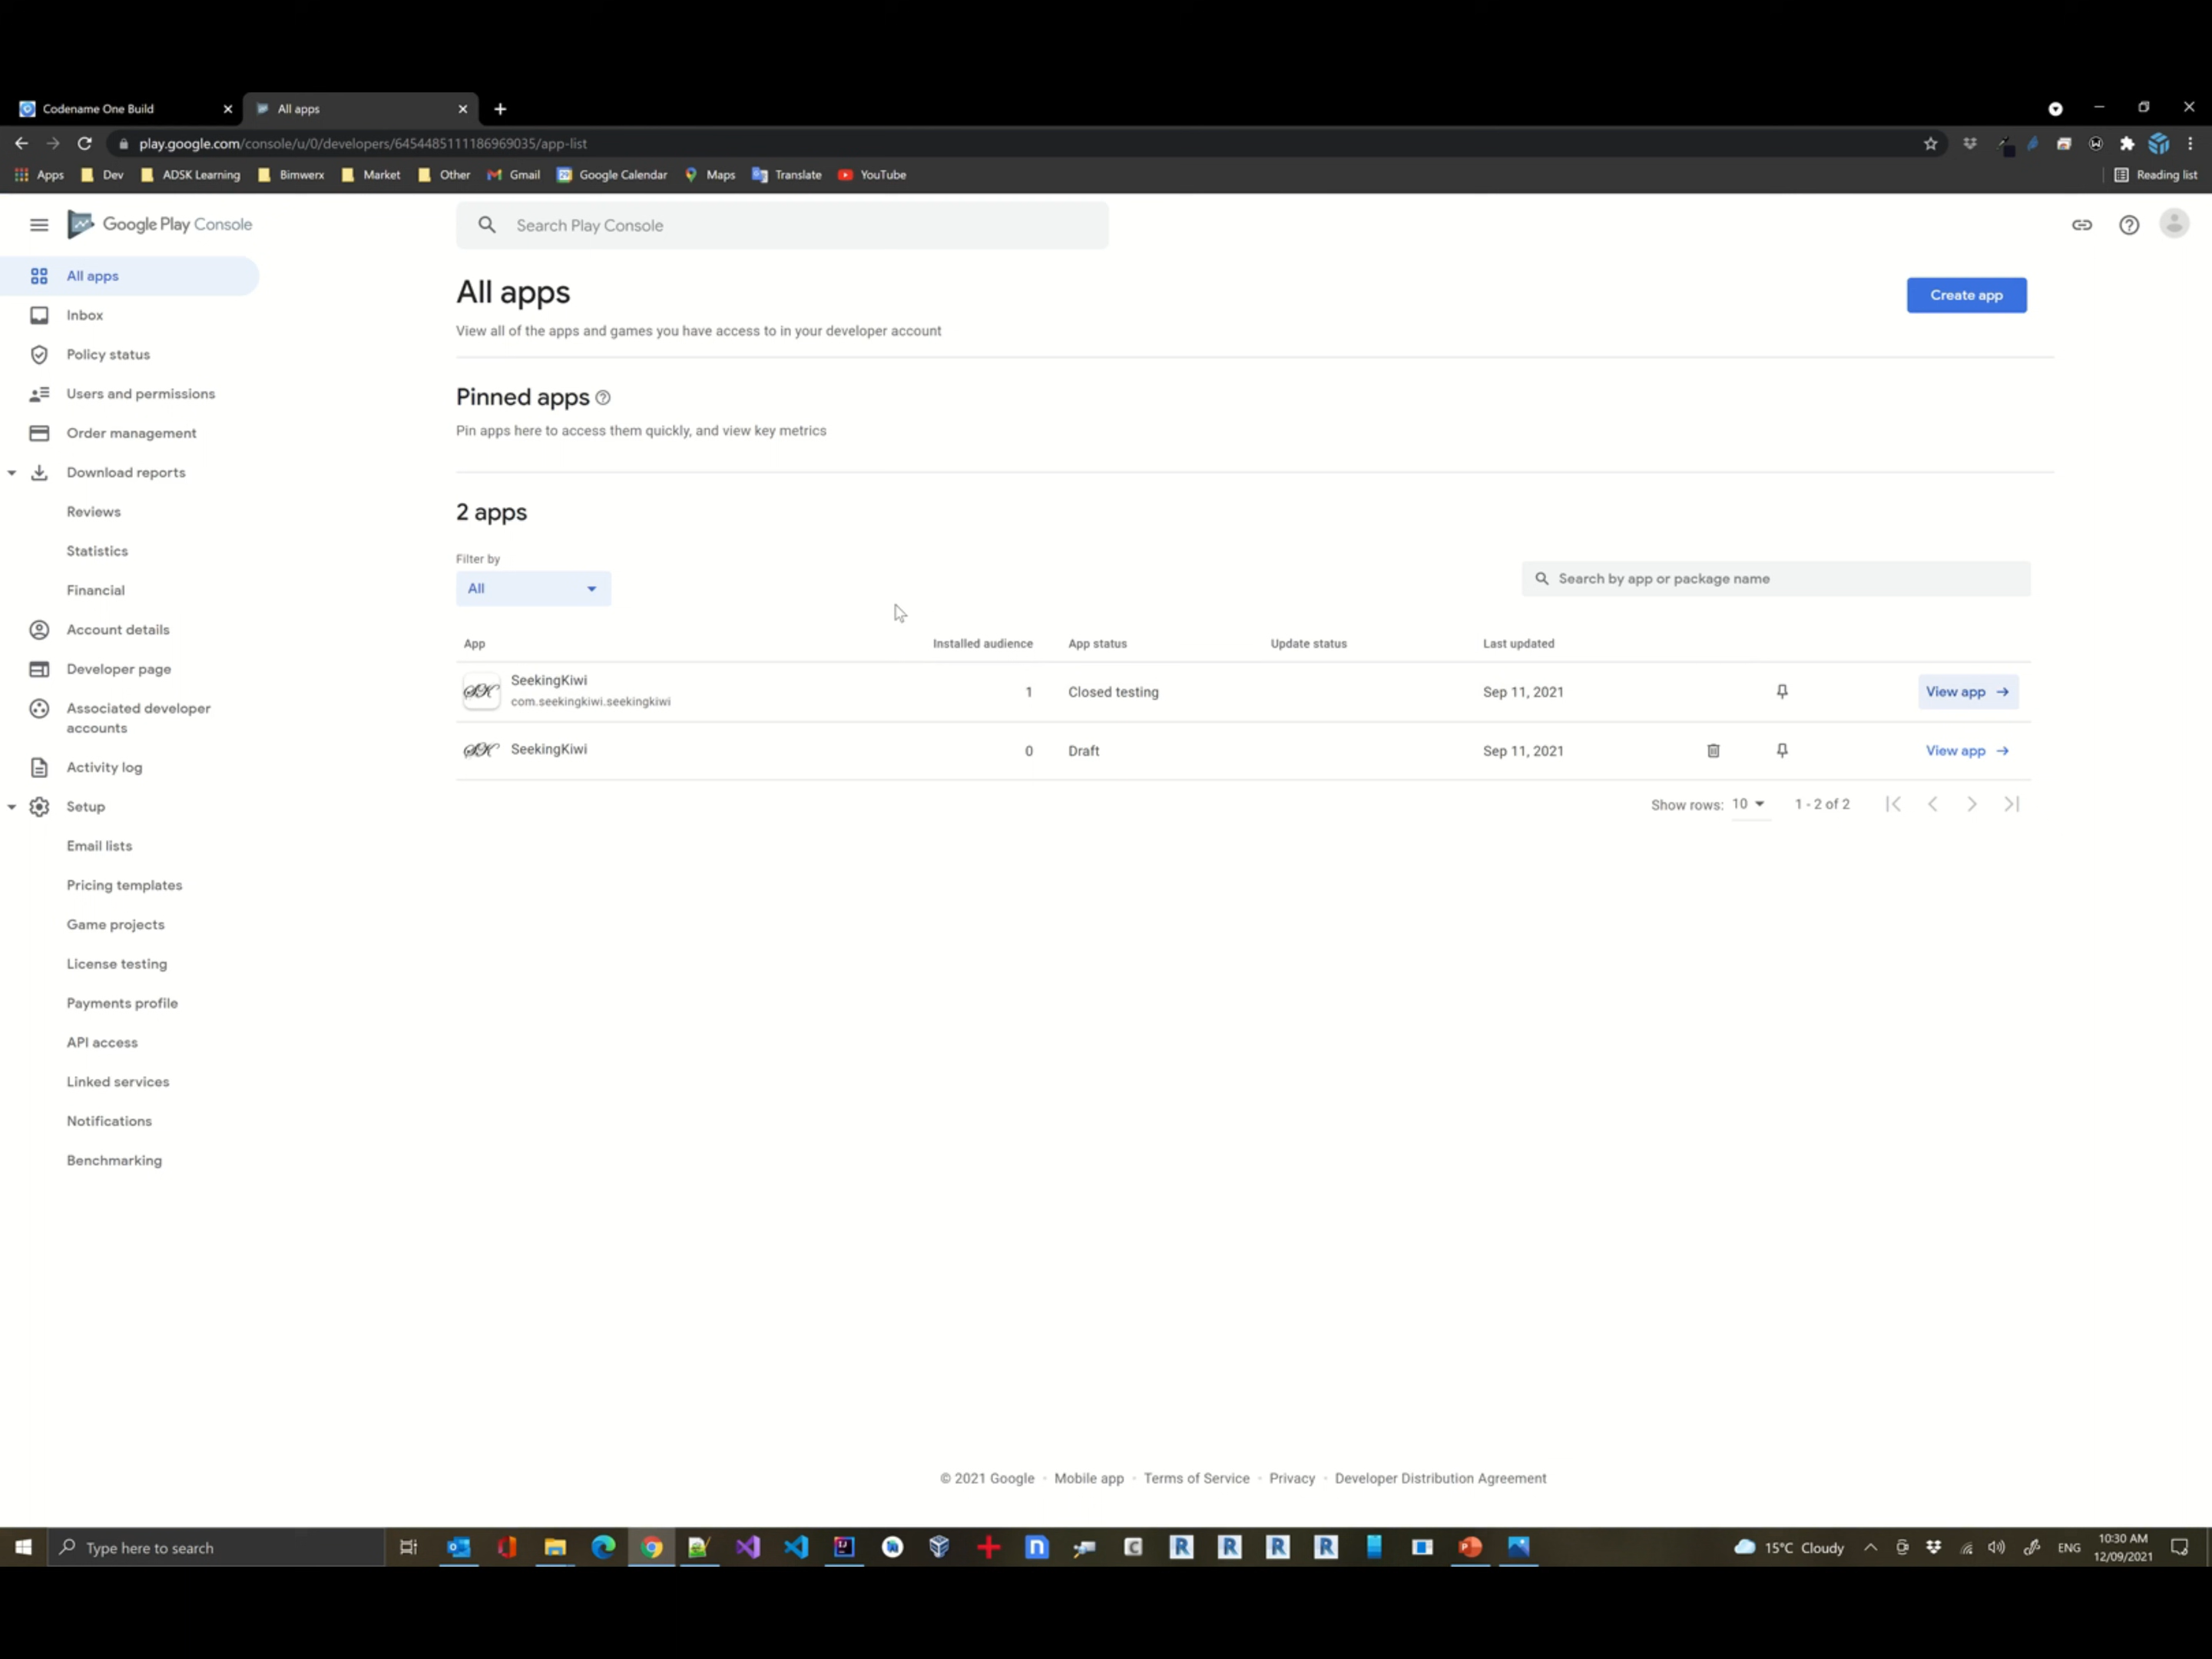 Codename One Build
All apps
play.google.com/console/u/0/developers/6454485111186969035/app-list
Apps
Dev
ADSK Learning
Bimwerx
Market
Other
Gmail
Google Calendar
Maps
Translate
YouTube
Reading list
Google Play Console
Search Play Console
All apps
Inbox
Policy status
Users and permissions
Order management
Download reports
Reviews
Statistics
Financial
Account details
Developer page
Associated developer
accounts
Activity log
Setup
Email lists
Pricing templates
Game projects
License testing
Payments profile
API access
Linked services
Notifications
Benchmarking
All apps
Create app
View all of the apps and games you have access to in your developer account
Pinned apps
Pin apps here to access them quickly, and view key metrics
2 apps
Filter by
All
Search by app or package name
App Installed audience App status Update status Last updated
SK SeekingKiwi
com.seekingkiwi.seekingkiwi
1 Closed testing Sep 11, 2021 View app
SK SeekingKiwi 0 Draft Sep 11, 2021 View app
Show rows: 10 1 - 2 of 2
© 2021 Google · Mobile app · Terms of Service · Privacy · Developer Distribution Agreement
Type here to search
15°C Cloudy
ENG
10:30 AM
12/09/2021